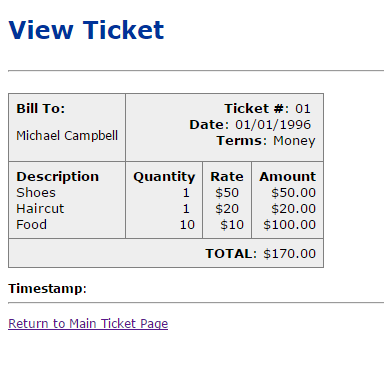 View Ticket
Bill To:
Michael Campbell
Ticket #: 01
Date: 01/01/1996
Terms: Money
Description Quantity Rate Amount
Shoes 1 $50 $50.00
Haircut 1 $20 $20.00
Food 10 $10 $100.00
TOTAL: $170.00
Timestamp:
Return to Main Ticket Page